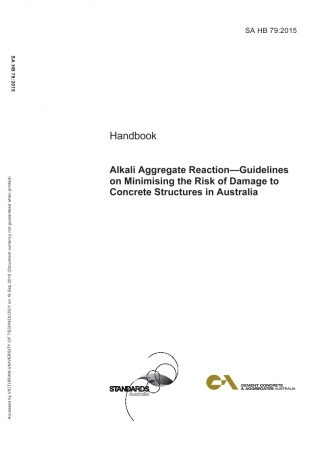 SA HB 79:2015
SA HB 79:2015
Handbook
Alkali Aggregate Reaction—Guidelines
on Minimising the Risk of Damage to
Concrete Structures in Australia
Accessed by VICTORIAN UNIVERSITY OF TECHNOLOGY on 16 Sep 2016 (Document currency not guaranteed when printed)
STANDARDS
Australia
CEMENT CONCRETE
& AGGREGATES AUSTRALIA